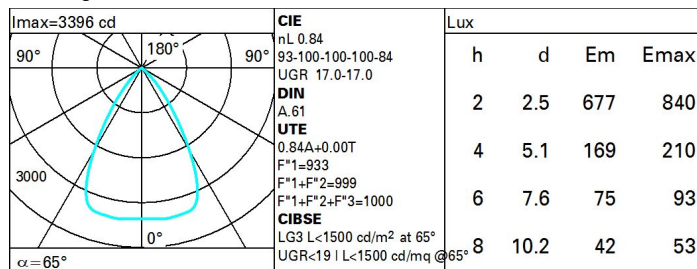 Imax=3396 cd
90° 180° 90°
3000
0°
α=65°
CIE
nL 0.84
93-100-100-100-84
UGR 17.0-17.0
DIN
A.61
UTE
0.84A+0.00T
F"1=933
F"1+F"2=999
F"1+F"2+F"3=1000
CIBSE
LG3 L<1500 cd/m² at 65°
UGR<19 | L<1500 cd/mq @65°
Lux
h d Em Emax
2 2.5 677 840
4 5.1 169 210
6 7.6 75 93
8 10.2 42 53